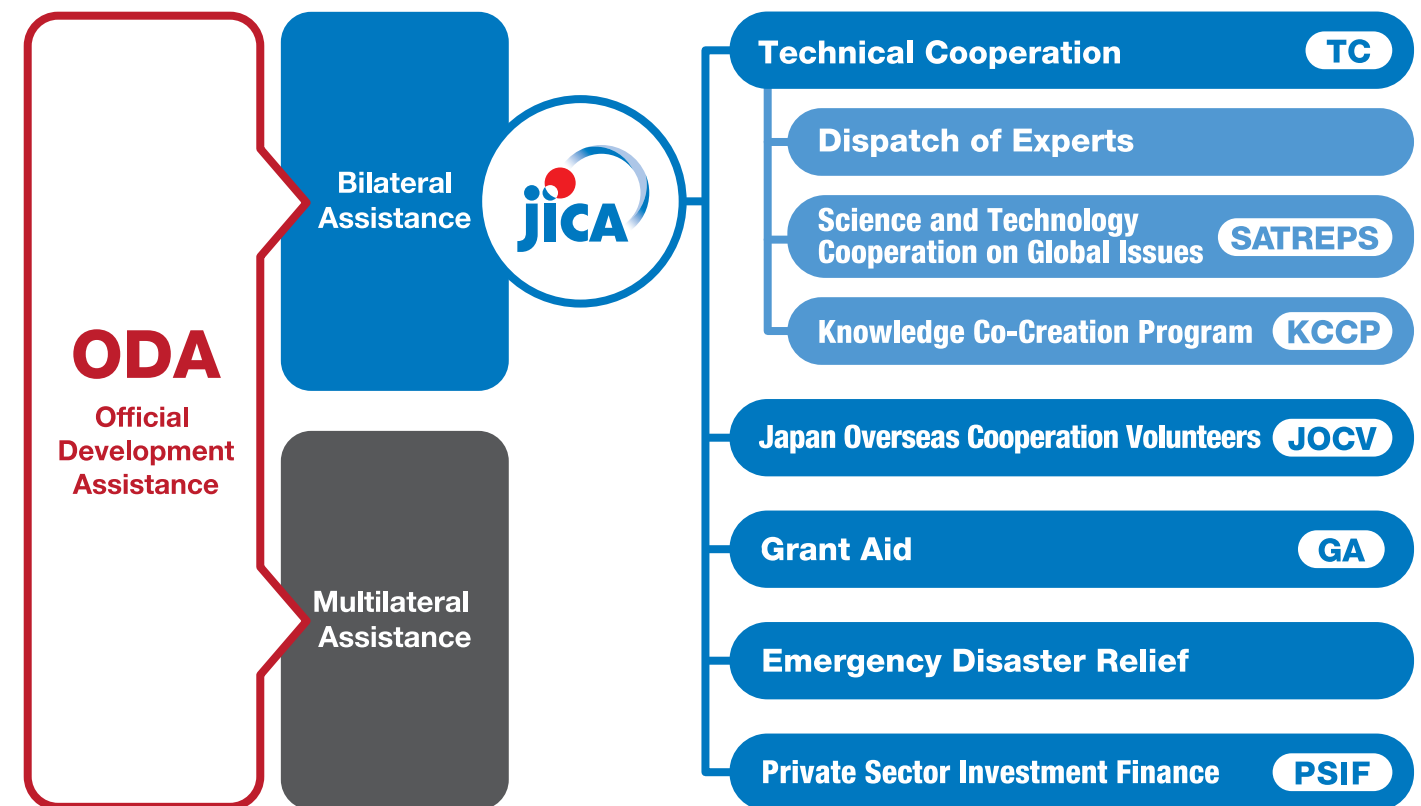 ODA
Official
Development
Assistance
Bilateral
Assistance
Multilateral
Assistance
jICA
Technical Cooperation TC
Dispatch of Experts
Science and Technology
Cooperation on Global Issues SATREPS
Knowledge Co-Creation Program KCCP
Japan Overseas Cooperation Volunteers JOCV
Grant Aid GA
Emergency Disaster Relief
Private Sector Investment Finance PSIF